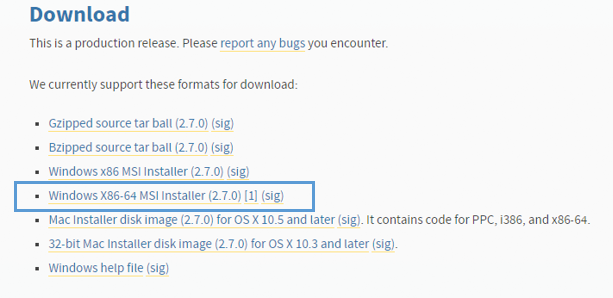 Download
This is a production release. Please report any bugs you encounter.
We currently support these formats for download:
Gzipped source tar ball (2.7.0) (sig)
Bzipped source tar ball (2.7.0) (sig)
Windows x86 MSI Installer (2.7.0) (sig)
Windows X86-64 MSI Installer (2.7.0) [1] (sig)
Mac Installer disk image (2.7.0) for OS X 10.5 and later (sig). It contains code for PPC, i386, and x86-64.
32-bit Mac Installer disk image (2.7.0) for OS X 10.3 and later (sig).
Windows help file (sig)